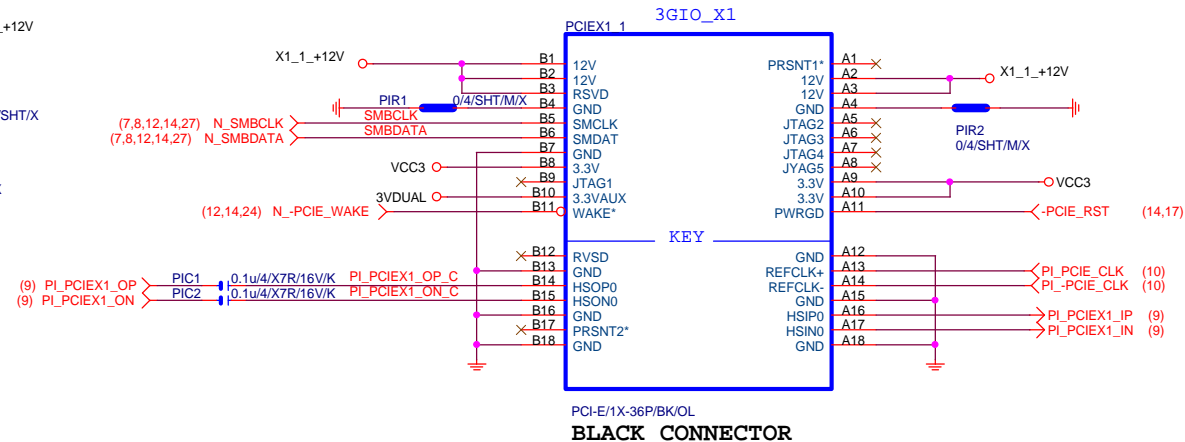 3GIO_X1
_+12V
PCIEX1_1
X1_1_+12V
B1 12V PRSNT1* A1
B2 12V 12V A2 X1_1_+12V
B3 RSVD 12V A3
/SHT/X
PIR1 0/4/SHT/M/X B4 GND GND A4
(7,8,12,14,27) N_SMBCLK SMBCLK B5 SMCLK JTAG2 A5 PIR2
(7,8,12,14,27) N_SMBDATA SMBDATA B6 SMDAT JTAG3 A6 0/4/SHT/M/X
B7 GND JTAG4 A7
VCC3 B8 3.3V JYAG5 A8
B9 JTAG1 3.3V A9 VCC3
3VDUAL B10 3.3VAUX 3.3V A10
(12,14,24) N_-PCIE_WAKE B11 WAKE* PWRGD A11 -PCIE_RST (14,17)
KEY
B12 RVSD GND A12
B13 GND REFCLK+ A13 PI_PCIE_CLK (10)
(9) PI_PCIEX1_OP PIC1 0.1u/4/X7R/16V/K PI_PCIEX1_OP_C B14 HSOP0 REFCLK- A14 PI_-PCIE_CLK (10)
(9) PI_PCIEX1_ON PIC2 0.1u/4/X7R/16V/K PI_PCIEX1_ON_C B15 HSON0 GND A15
B16 GND HSIP0 A16 PI_PCIEX1_IP (9)
B17 PRSNT2* HSIN0 A17 PI_PCIEX1_IN (9)
B18 GND GND A18
PCI-E/1X-36P/BK/OL
BLACK CONNECTOR